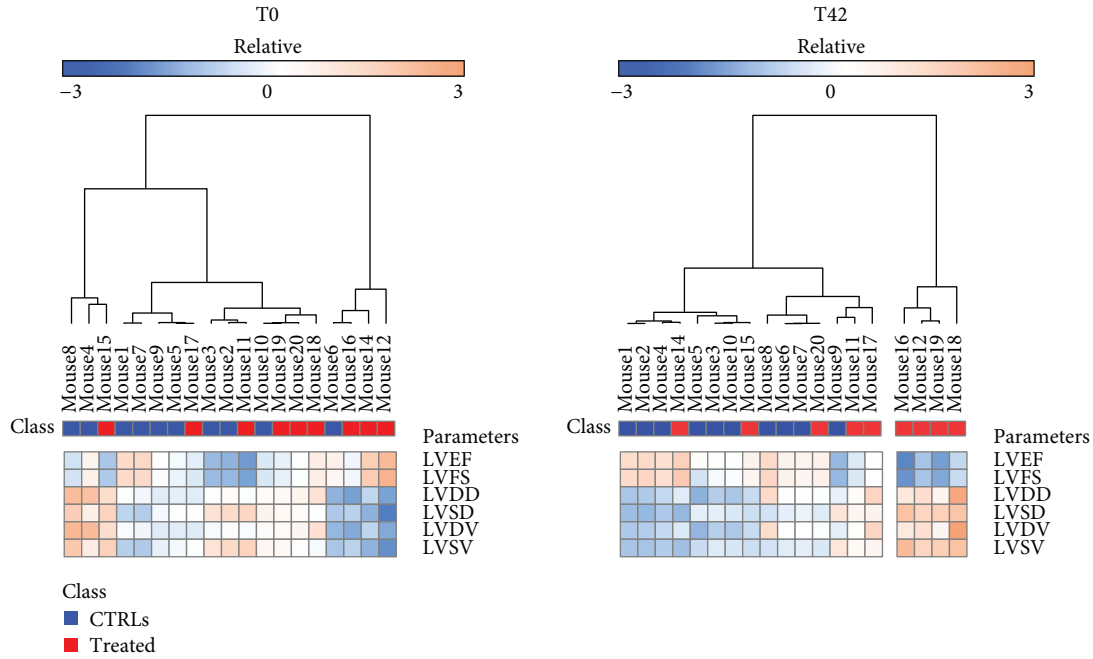 T0
Relative
−3 0 3
Mouse8 Mouse4 Mouse15 Mouse1 Mouse7 Mouse9 Mouse5 Mouse17 Mouse3 Mouse2 Mouse11 Mouse10 Mouse19 Mouse20 Mouse18 Mouse6 Mouse16 Mouse14 Mouse12
Class
Parameters
LVEF
LVFS
LVDD
LVSD
LVDV
LVSV
Class
CTRLs
Treated
T42
Relative
−3 0 3
Mouse1 Mouse2 Mouse4 Mouse14 Mouse5 Mouse3 Mouse10 Mouse15 Mouse8 Mouse6 Mouse7 Mouse20 Mouse9 Mouse11 Mouse17 Mouse16 Mouse12 Mouse19 Mouse18
Class
Parameters
LVEF
LVFS
LVDD
LVSD
LVDV
LVSV